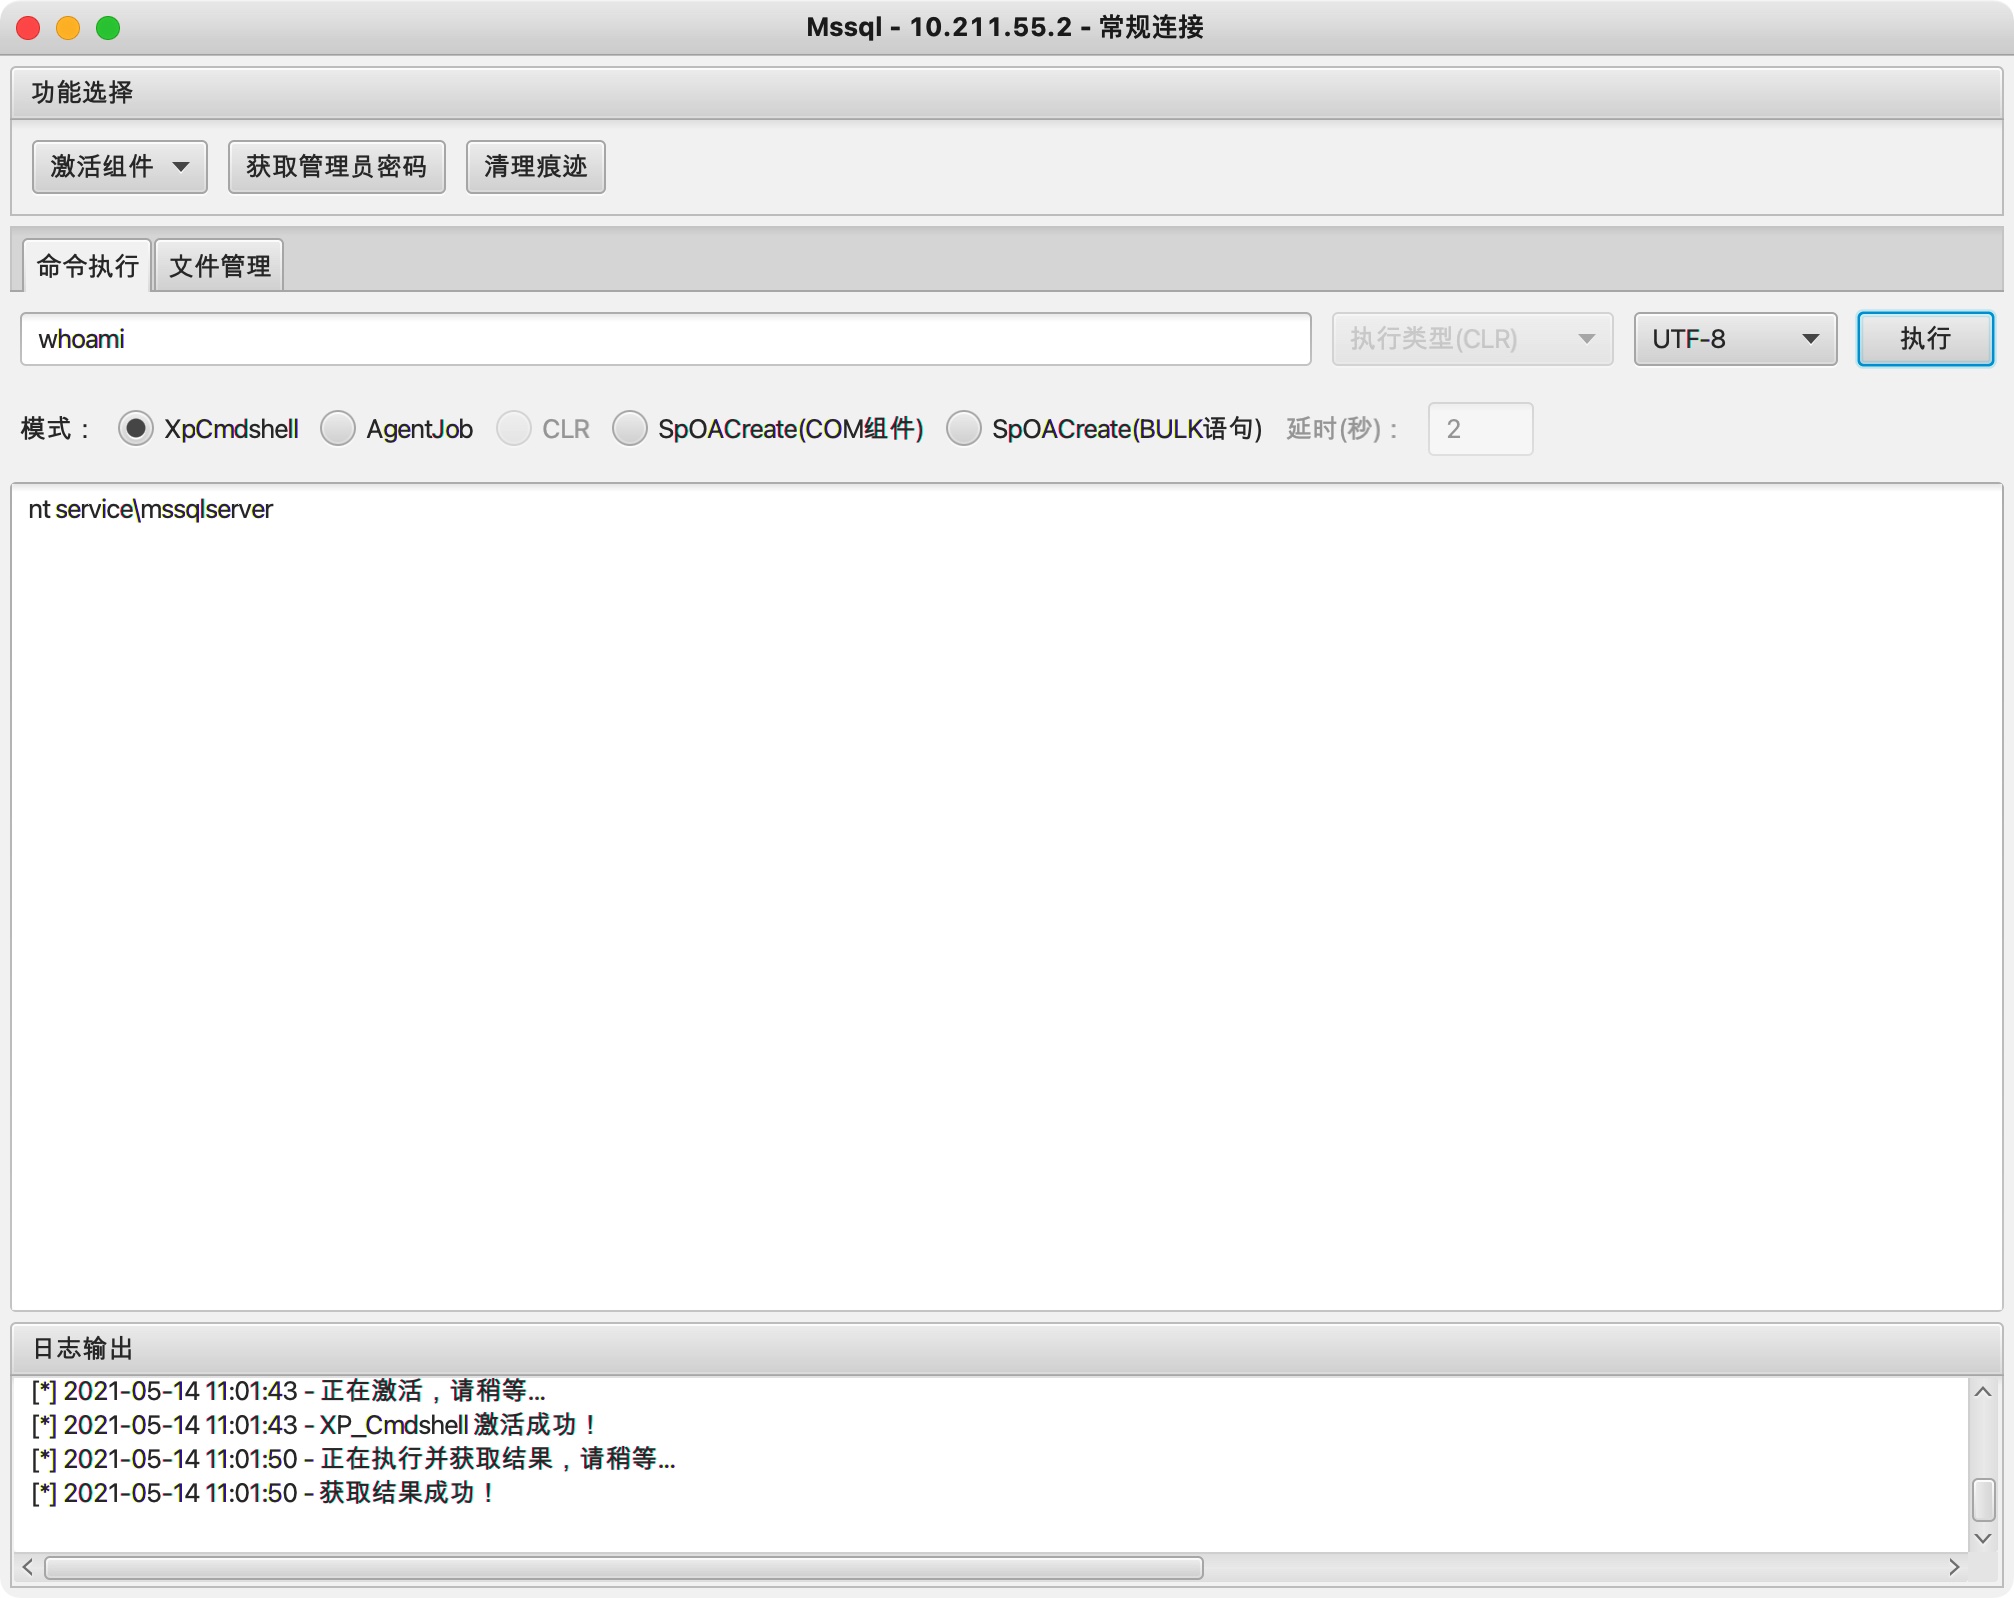 Mssql - 10.211.55.2 - 常规连接
功能选择
激活组件 获取管理员密码 清理痕迹
命令执行 文件管理
whoami 执行类型(CLR) UTF-8 执行
模式： XpCmdshell AgentJob CLR SpOACreate(COM组件) SpOACreate(BULK语句) 延时(秒)： 2
nt service\mssqlserver
日志输出
[*] 2021-05-14 11:01:43 - 正在激活，请稍等...
[*] 2021-05-14 11:01:43 - XP_Cmdshell 激活成功！
[*] 2021-05-14 11:01:50 - 正在执行并获取结果，请稍等...
[*] 2021-05-14 11:01:50 - 获取结果成功！